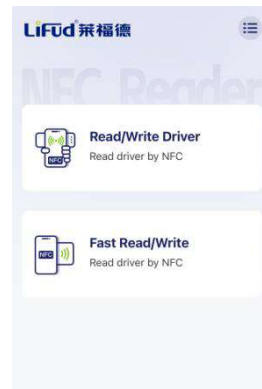 LiFUd 莱福德
NFC Reader
Read/Write Driver
Read driver by NFC
NFC
Fast Read/Write
Read driver by NFC
NFC